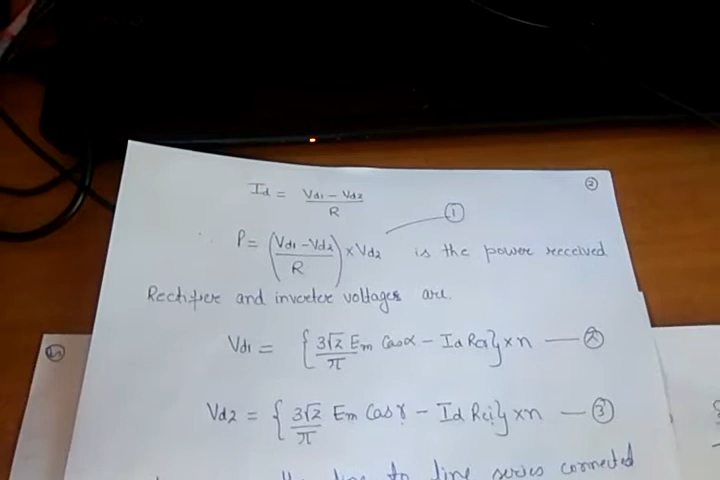 ②
Id = Vd1 - Vd2 / R
P = (Vd1 - Vd2 / R) × Vd2 is the power received ①
Rectifier and inverter voltages are.
Vd1 = { 3√2/π Em Cosα - Id Rc1 } × n — ②
Vd2 = { 3√2/π Em Cosγ - Id Rci } × n — ③
line to line series connected